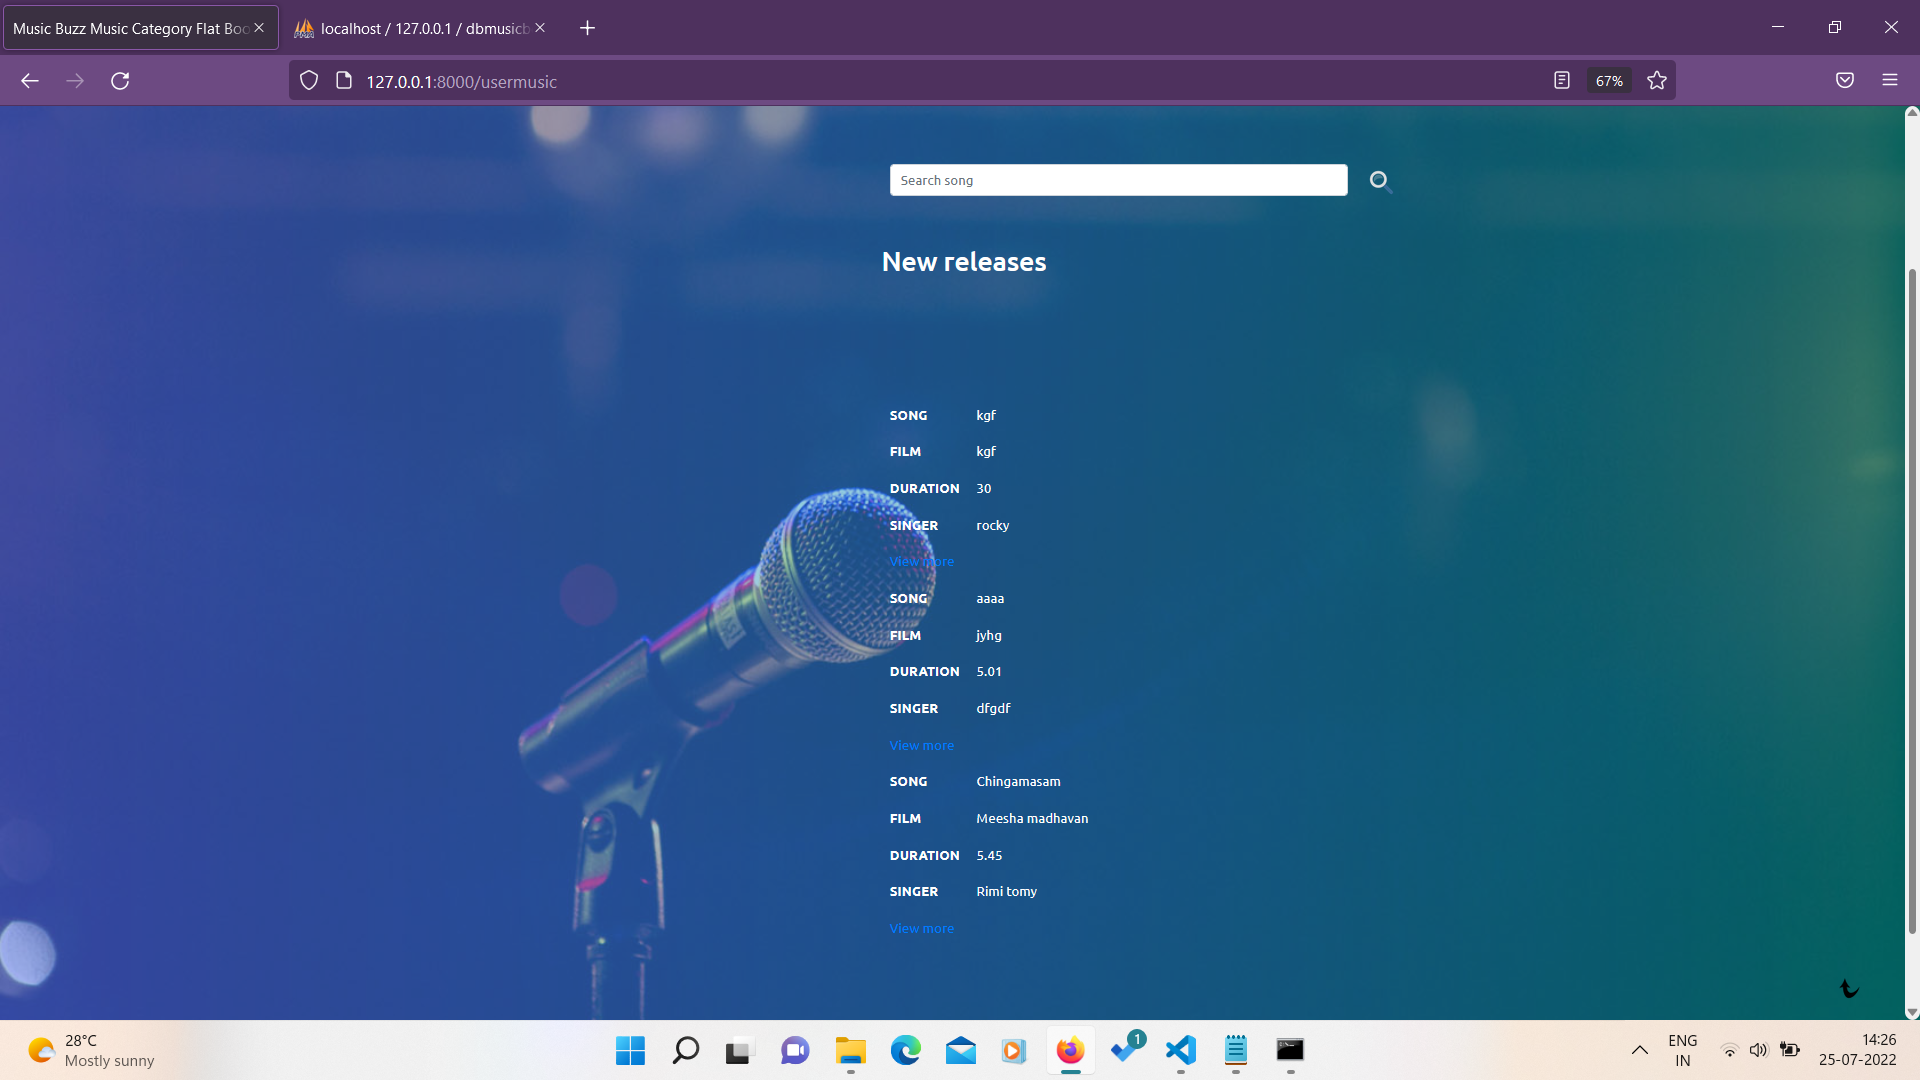 Music Buzz Music Category Flat Boo
localhost / 127.0.0.1 / dbmusicb
127.0.0.1:8000/usermusic
67%
Search song
New releases
SONG kgf
FILM kgf
DURATION 30
SINGER rocky
View more
SONG aaaa
FILM jyhg
DURATION 5.01
SINGER dfgdf
View more
SONG Chingamasam
FILM Meesha madhavan
DURATION 5.45
SINGER Rimi tomy
View more
28°C
Mostly sunny
1
ENG
IN
14:26
25-07-2022